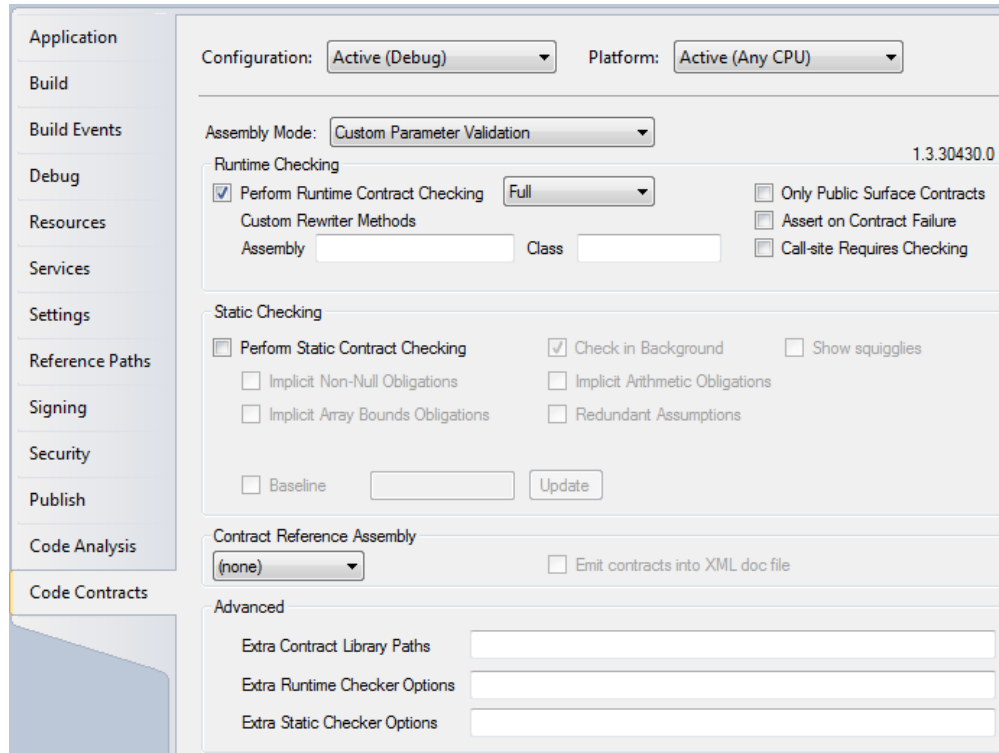 Application
Build
Build Events
Debug
Resources
Services
Settings
Reference Paths
Signing
Security
Publish
Code Analysis
Code Contracts
Configuration: Active (Debug) Platform: Active (Any CPU)
Assembly Mode: Custom Parameter Validation
1.3.30430.0
Runtime Checking
Perform Runtime Contract Checking Full Only Public Surface Contracts
Custom Rewriter Methods Assert on Contract Failure
Assembly Class Call-site Requires Checking
Static Checking
Perform Static Contract Checking Check in Background Show squigglies
Implicit Non-Null Obligations Implicit Arithmetic Obligations
Implicit Array Bounds Obligations Redundant Assumptions
Baseline Update
Contract Reference Assembly
(none) Emit contracts into XML doc file
Advanced
Extra Contract Library Paths
Extra Runtime Checker Options
Extra Static Checker Options